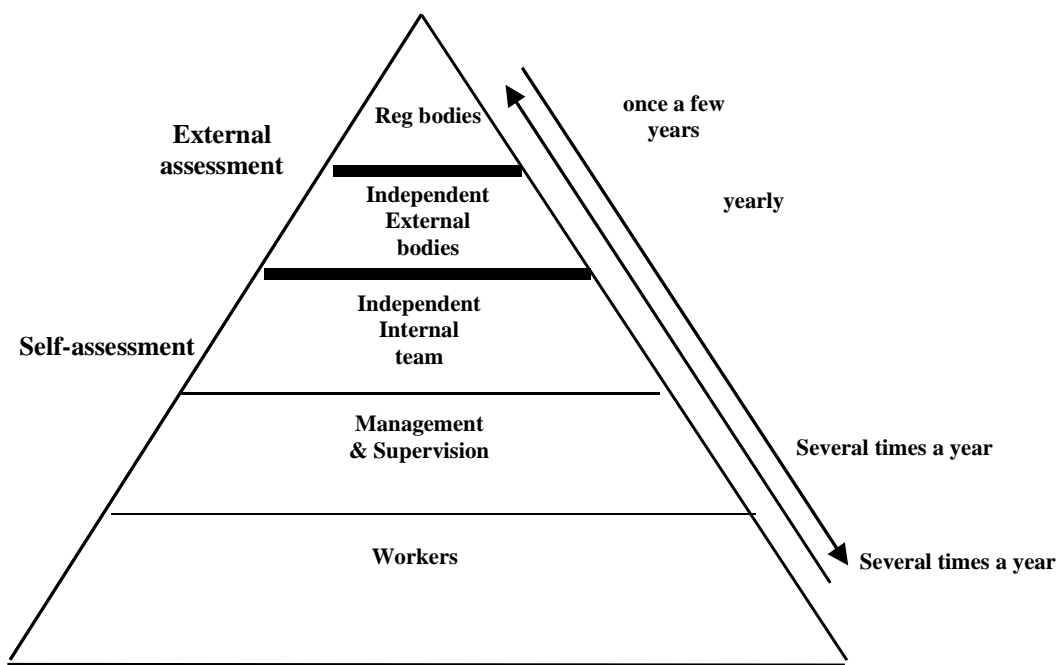 once a few
years
Reg bodies
External
assessment
Independent
External
bodies
yearly
Independent
Internal
team
Self-assessment
Management
& Supervision
Several times a year
Workers
Several times a year